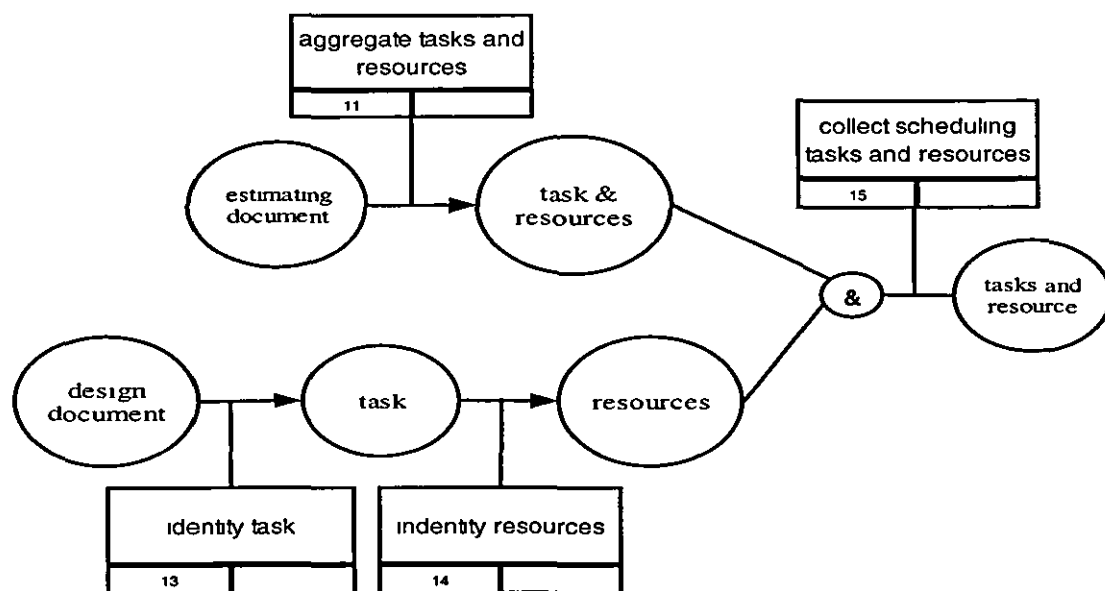 aggregate tasks and
resources
11
collect scheduling
tasks and resources
15
estimating
document
task &
resources
&
tasks and
resource
design
document
task
resources
identity task
13
indentity resources
14